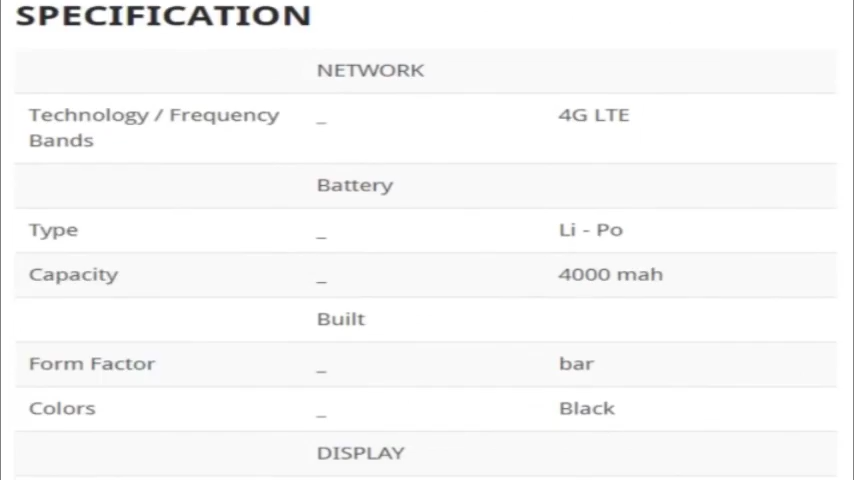 SPECIFICATION
NETWORK
Technology / Frequency _ 4G LTE
Bands
Battery
Type _ Li - Po
Capacity _ 4000 mah
Built
Form Factor _ bar
Colors _ Black
DISPLAY